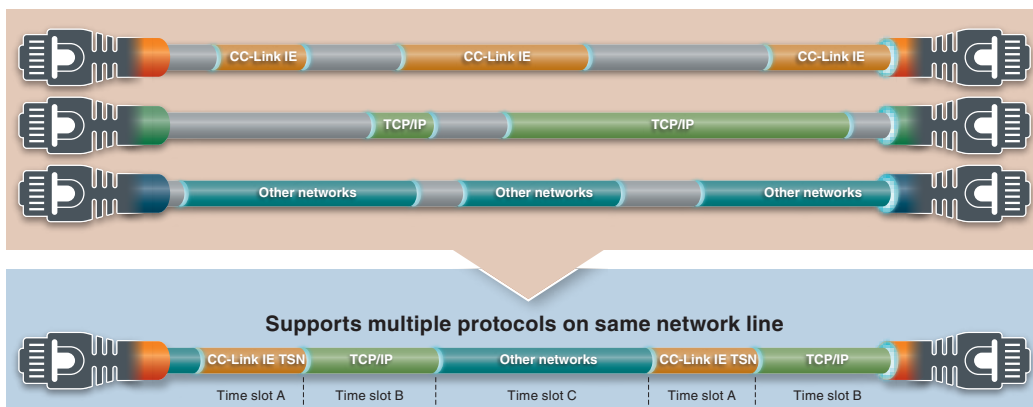 CC-Link IE CC-Link IE CC-Link IE
TCP/IP TCP/IP
Other networks Other networks Other networks
Supports multiple protocols on same network line
CC-Link IE TSN TCP/IP Other networks CC-Link IE TSN TCP/IP
Time slot A Time slot B Time slot C Time slot A Time slot B